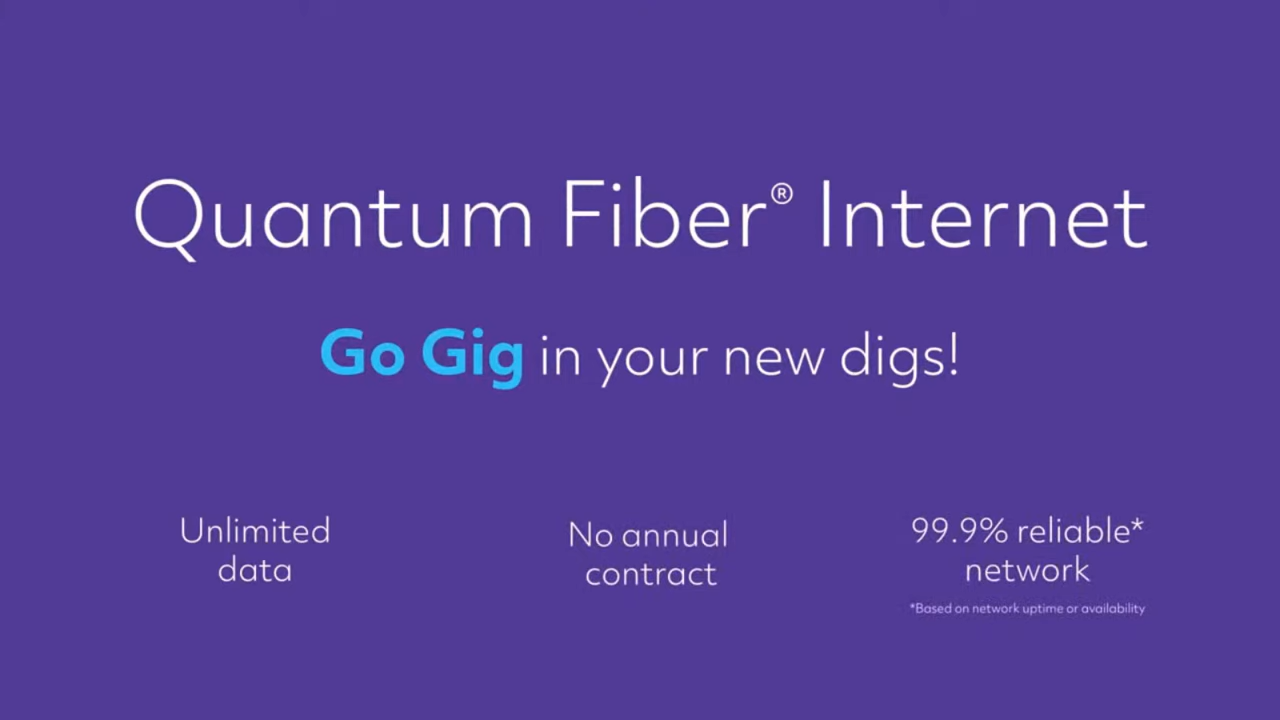 Quantum Fiber® Internet
Go Gig in your new digs!
Unlimited
data
No annual
contract
99.9% reliable*
network
*Based on network uptime or availability